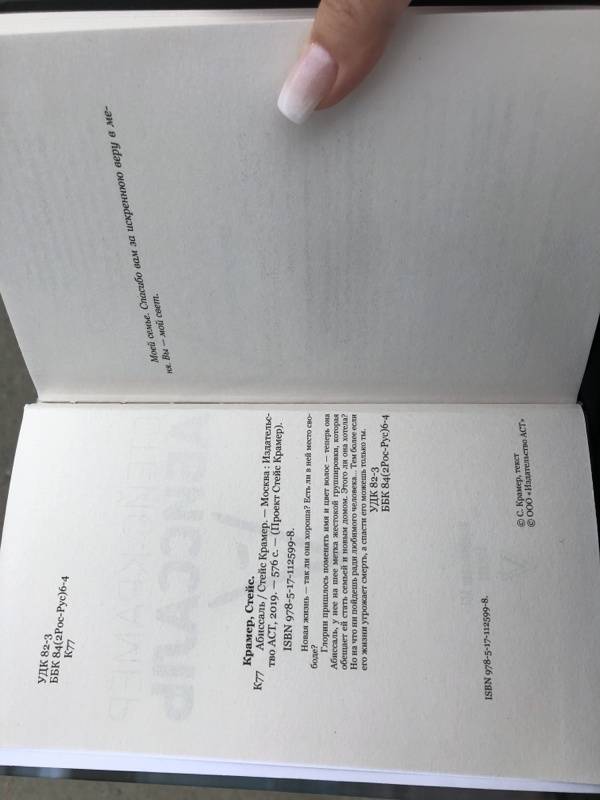 УДК 82-3
ББК 84(2Рос-Рус)6-4
К77
Крамер, Стейс.
К77 Абиссаль / Стейс Крамер. — Москва : Издательс-
тво АСТ, 2019. — 576 с. — (Проект Стейс Крамер).
ISBN 978-5-17-112599-8.
Новая жизнь — так ли она хороша? Есть ли в ней место сво-
боде?
Глории пришлось поменять имя и цвет волос — теперь она
Абиссаль, у нее на шее метка жестокой группировки, которая
обещает ей стать семьей и новым домом. Этого ли она хотела?
Но на что ни пойдешь ради любимого человека... Тем более если
его жизни угрожает смерть, а спасти его можешь только ты.
УДК 82-3
ББК 84(2Рос-Рус)6-4
ISBN 978-5-17-112599-8.
© С. Крамер, текст
© ООО «Издательство АСТ»
Моей семье. Спасибо вам за искреннюю веру в ме-
ня. Вы — мой свет.